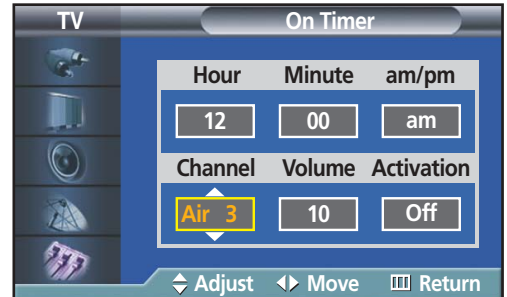 TV On Timer
Hour Minute am/pm
12 00 am
Channel Volume Activation
Air 3 10 Off
Adjust Move Return